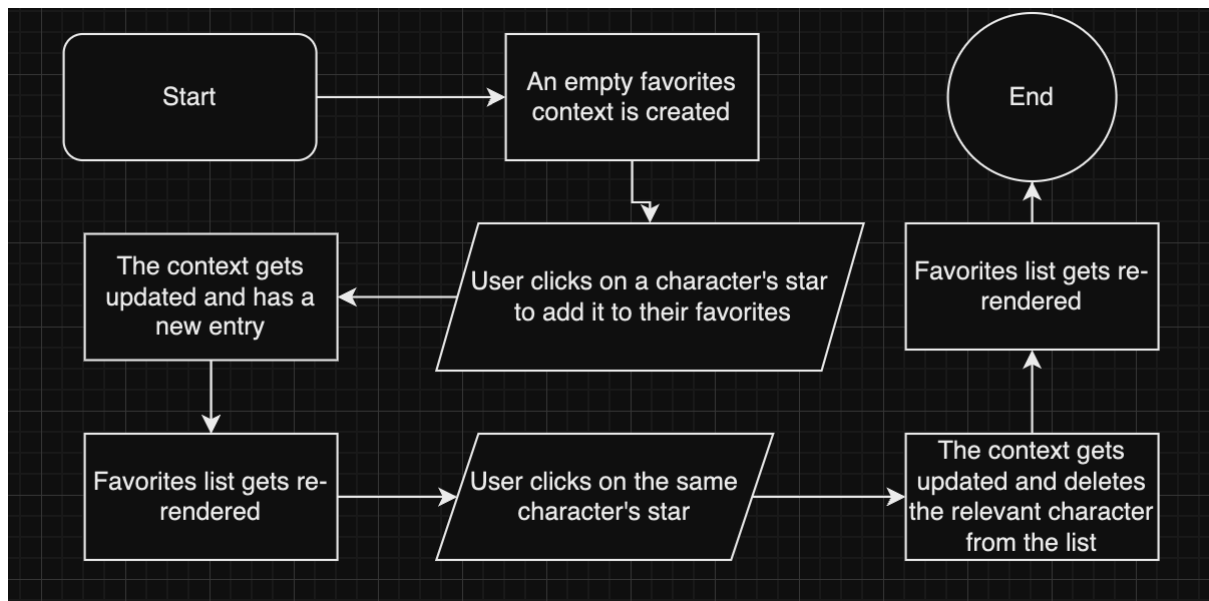 Start
An empty favorites
context is created
End
The context gets
updated and has a
new entry
User clicks on a character's star
to add it to their favorites
Favorites list gets re-
rendered
Favorites list gets re-
rendered
User clicks on the same
character's star
The context gets
updated and deletes
the relevant character
from the list